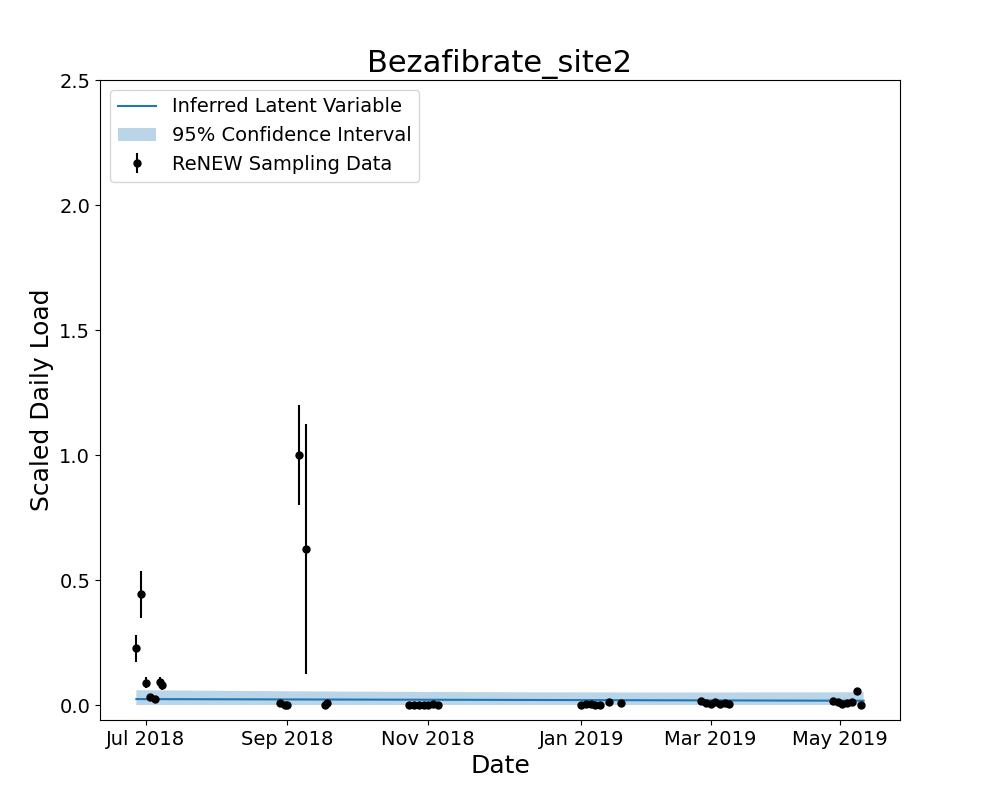 Bezafibrate_site2
2.5
2.0
1.5
1.0
0.5
0.0
Scaled Daily Load
Inferred Latent Variable
95% Confidence Interval
ReNEW Sampling Data
Jul 2018 Sep 2018 Nov 2018 Jan 2019 Mar 2019 May 2019
Date